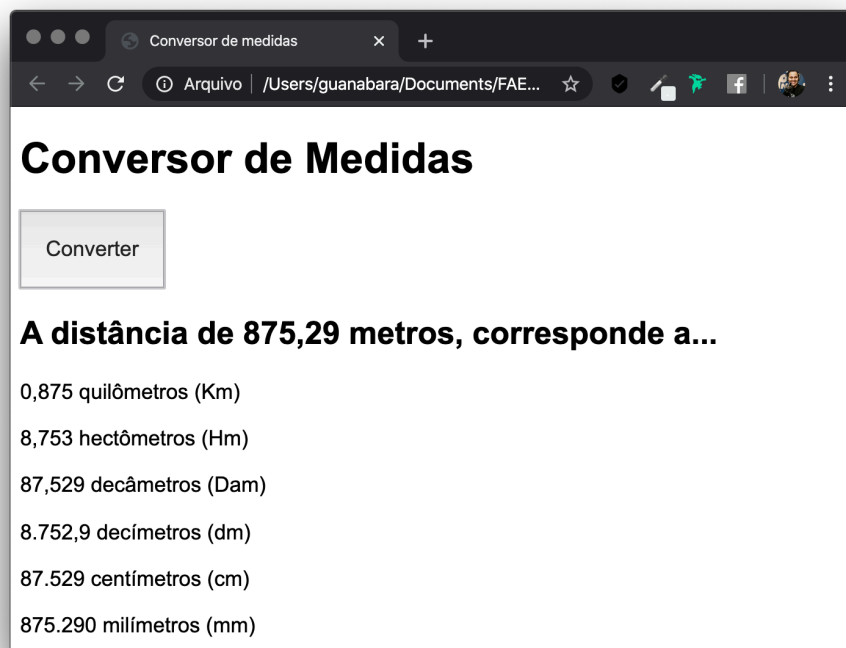 Conversor de medidas
Arquivo /Users/guanabara/Documents/FAE...
Conversor de Medidas
Converter
A distância de 875,29 metros, corresponde a...
0,875 quilômetros (Km)
8,753 hectômetros (Hm)
87,529 decâmetros (Dam)
8.752,9 decímetros (dm)
87.529 centímetros (cm)
875.290 milímetros (mm)